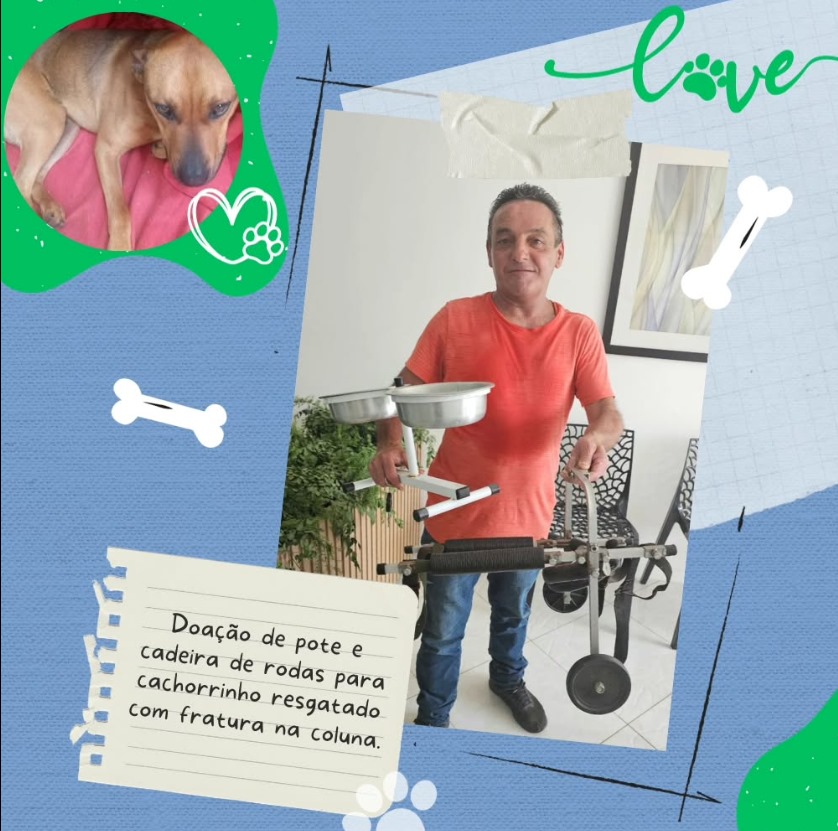 love
Doação de pote e
cadeira de rodas para
cachorrinho resgatado
com fratura na coluna.